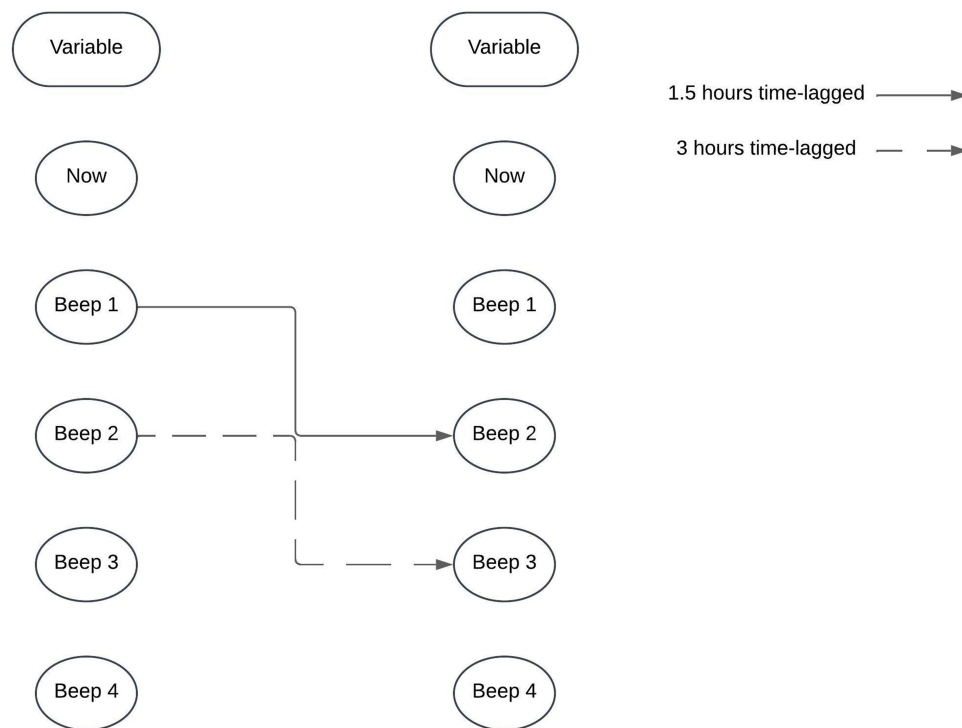 Variable
Variable
1.5 hours time-lagged
3 hours time-lagged
Now
Now
Beep 1
Beep 1
Beep 2
Beep 2
Beep 3
Beep 3
Beep 4
Beep 4